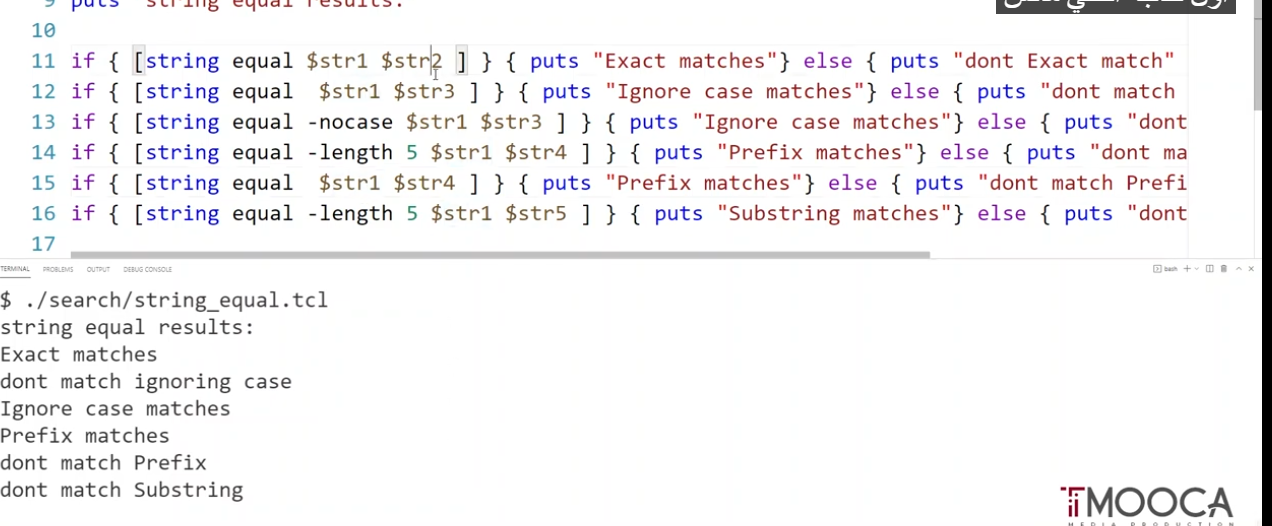 9 puts "string equal results:
10
11 if { [string equal $str1 $str2 ] } { puts "Exact matches"} else { puts "dont Exact match"
12 if { [string equal  $str1 $str3 ] } { puts "Ignore case matches"} else { puts "dont match
13 if { [string equal -nocase $str1 $str3 ] } { puts "Ignore case matches"} else { puts "dont
14 if { [string equal -length 5 $str1 $str4 ] } { puts "Prefix matches"} else { puts "dont ma
15 if { [string equal  $str1 $str4 ] } { puts "Prefix matches"} else { puts "dont match Prefi
16 if { [string equal -length 5 $str1 $str5 ] } { puts "Substring matches"} else { puts "dont
17
TERMINAL PROBLEMS OUTPUT DEBUG CONSOLE bash
$ ./search/string_equal.tcl
string equal results:
Exact matches
dont match ignoring case
Ignore case matches
Prefix matches
dont match Prefix
dont match Substring
TMOOCA
MEDIA PRODUCTION